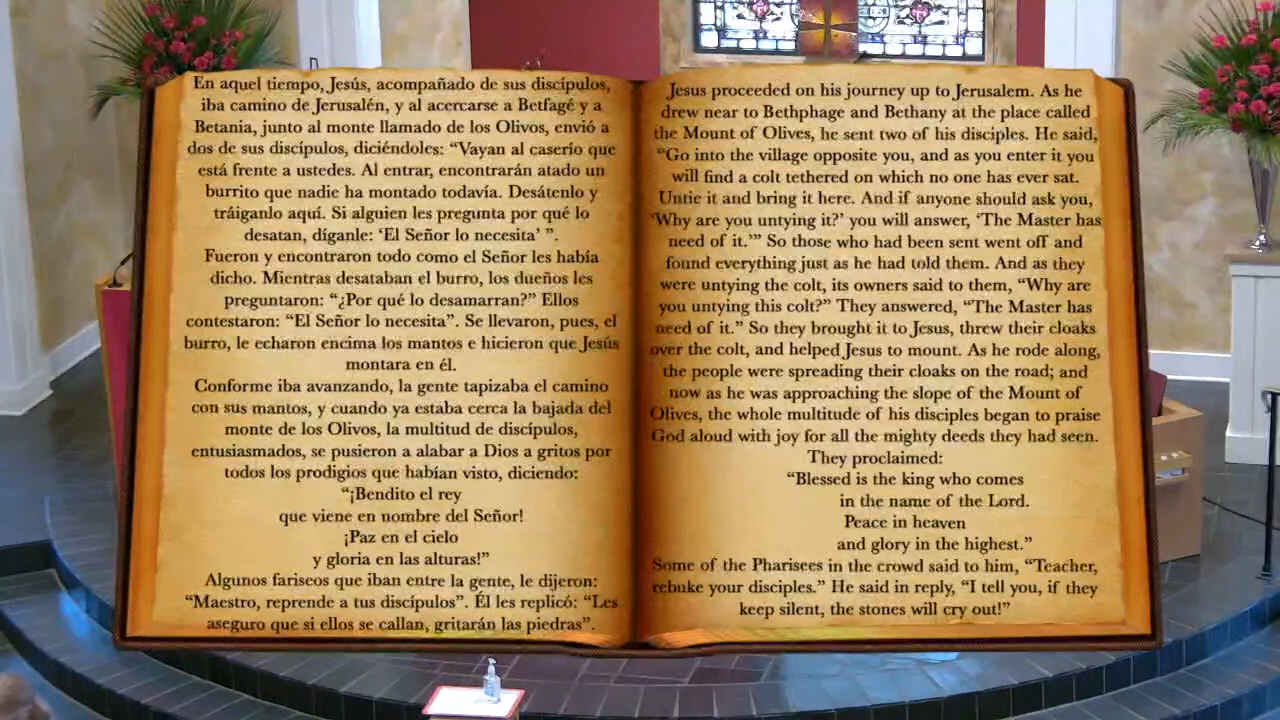 En aquel tiempo, Jesús, acompañado de sus discípulos,
iba camino de Jerusalén, y al acercarse a Betfagé y a
Betania, junto al monte llamado de los Olivos, envió a
dos de sus discípulos, diciéndoles: “Vayan al caserío que
está frente a ustedes. Al entrar, encontrarán atado un
burrito que nadie ha montado todavía. Desátenlo y
tráiganlo aquí. Si alguien les pregunta por qué lo
desatan, díganle: ‘El Señor lo necesita’ ”.
Fueron y encontraron todo como el Señor les había
dicho. Mientras desataban el burro, los dueños les
preguntaron: “¿Por qué lo desamarran?” Ellos
contestaron: “El Señor lo necesita”. Se llevaron, pues, el
burro, le echaron encima los mantos e hicieron que Jesús
montara en él.
Conforme iba avanzando, la gente tapizaba el camino
con sus mantos, y cuando ya estaba cerca la bajada del
monte de los Olivos, la multitud de discípulos,
entusiasmados, se pusieron a alabar a Dios a gritos por
todos los prodigios que habían visto, diciendo:
“¡Bendito el rey
que viene en nombre del Señor!
¡Paz en el cielo
y gloria en las alturas!”
Algunos fariseos que iban entre la gente, le dijeron:
“Maestro, reprende a tus discípulos”. Él les replicó: “Les
aseguro que si ellos se callan, gritarán las piedras”.
Jesus proceeded on his journey up to Jerusalem. As he
drew near to Bethphage and Bethany at the place called
the Mount of Olives, he sent two of his disciples. He said,
“Go into the village opposite you, and as you enter it you
will find a colt tethered on which no one has ever sat.
Untie it and bring it here. And if anyone should ask you,
‘Why are you untying it?’ you will answer, ‘The Master has
need of it.’” So those who had been sent went off and
found everything just as he had told them. And as they
were untying the colt, its owners said to them, “Why are
you untying this colt?” They answered, “The Master has
need of it.” So they brought it to Jesus, threw their cloaks
over the colt, and helped Jesus to mount. As he rode along,
the people were spreading their cloaks on the road; and
now as he was approaching the slope of the Mount of
Olives, the whole multitude of his disciples began to praise
God aloud with joy for all the mighty deeds they had seen.
They proclaimed:
“Blessed is the king who comes
in the name of the Lord.
Peace in heaven
and glory in the highest.”
Some of the Pharisees in the crowd said to him, “Teacher,
rebuke your disciples.” He said in reply, “I tell you, if they
keep silent, the stones will cry out!”